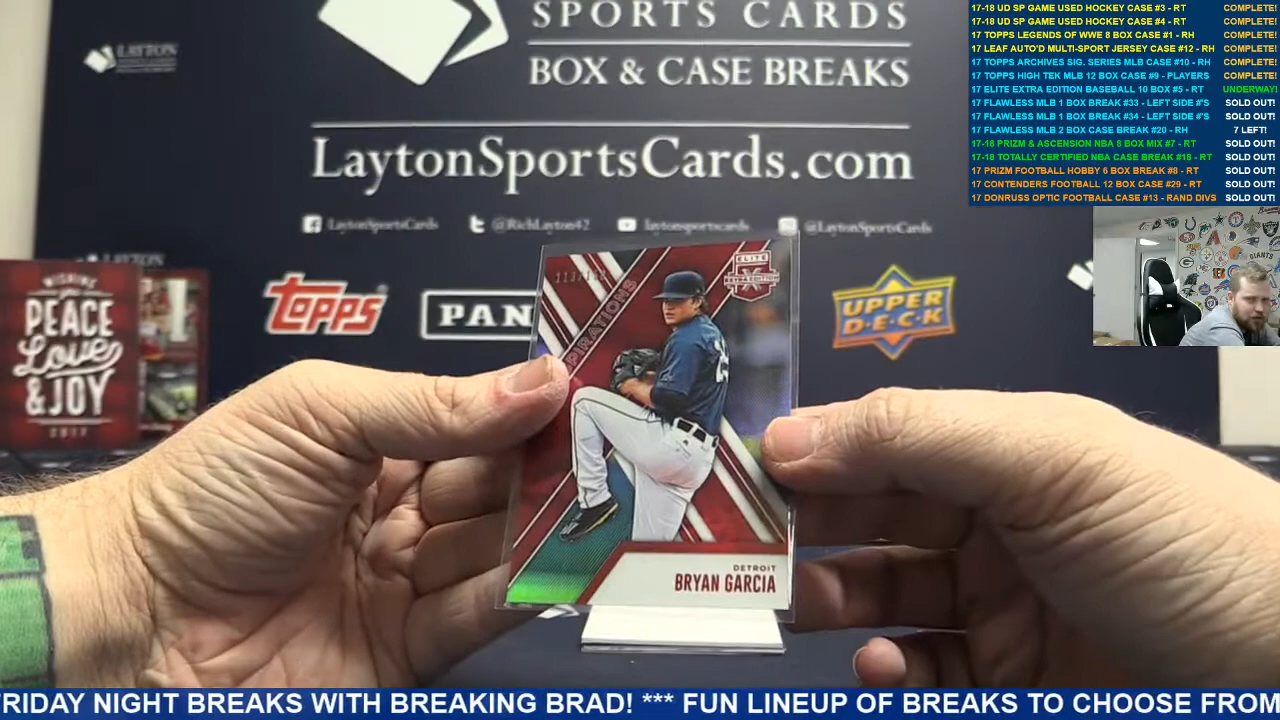 SPORTS CARDS
BOX & CASE BREAKS
LaytonSportsCards.com
LaytonSportsCards
@RichLayton42
laytonsportscards
@LaytonSportsCards
LAYTON
17-18 UD SP GAME USED HOCKEY CASE #3 - RT COMPLETE!
17-18 UD SP GAME USED HOCKEY CASE #4 - RT COMPLETE!
17 TOPPS LEGENDS OF WWE 8 BOX CASE #1 - RH COMPLETE!
17 LEAF AUTO'D MULTI-SPORT JERSEY CASE #12 - RH COMPLETE!
17 TOPPS ARCHIVES SIG. SERIES MLB CASE #10 - RH COMPLETE!
17 TOPPS HIGH TEK MLB 12 BOX CASE #9 - PLAYERS COMPLETE!
17 ELITE EXTRA EDITION BASEBALL 10 BOX #5 - RT UNDERWAY!
17 FLAWLESS MLB 1 BOX BREAK #33 - LEFT SIDE #'S SOLD OUT!
17 FLAWLESS MLB 1 BOX BREAK #34 - LEFT SIDE #'S SOLD OUT!
17 FLAWLESS MLB 2 BOX CASE BREAK #20 - RH 7 LEFT!
17-18 PRIZM & ASCENSION NBA 8 BOX MIX #7 - RT SOLD OUT!
17-18 TOTALLY CERTIFIED NBA CASE BREAK #16 - RT SOLD OUT!
17 PRIZM FOOTBALL HOBBY 6 BOX BREAK #8 - RT SOLD OUT!
17 CONTENDERS FOOTBALL 12 BOX CASE #29 - RT SOLD OUT!
17 DONRUSS OPTIC FOOTBALL CASE #13 - RAND DIVS SOLD OUT!
GIANTS
WISHING
PEACE
Love
& JOY
2017
topps
PAN
UPPER
DECK
PIRATIONS
ELITE
EXTRA EDITION
DETROIT
BRYAN GARCIA
RIDAY NIGHT BREAKS WITH BREAKING BRAD! *** FUN LINEUP OF BREAKS TO CHOOSE FROM